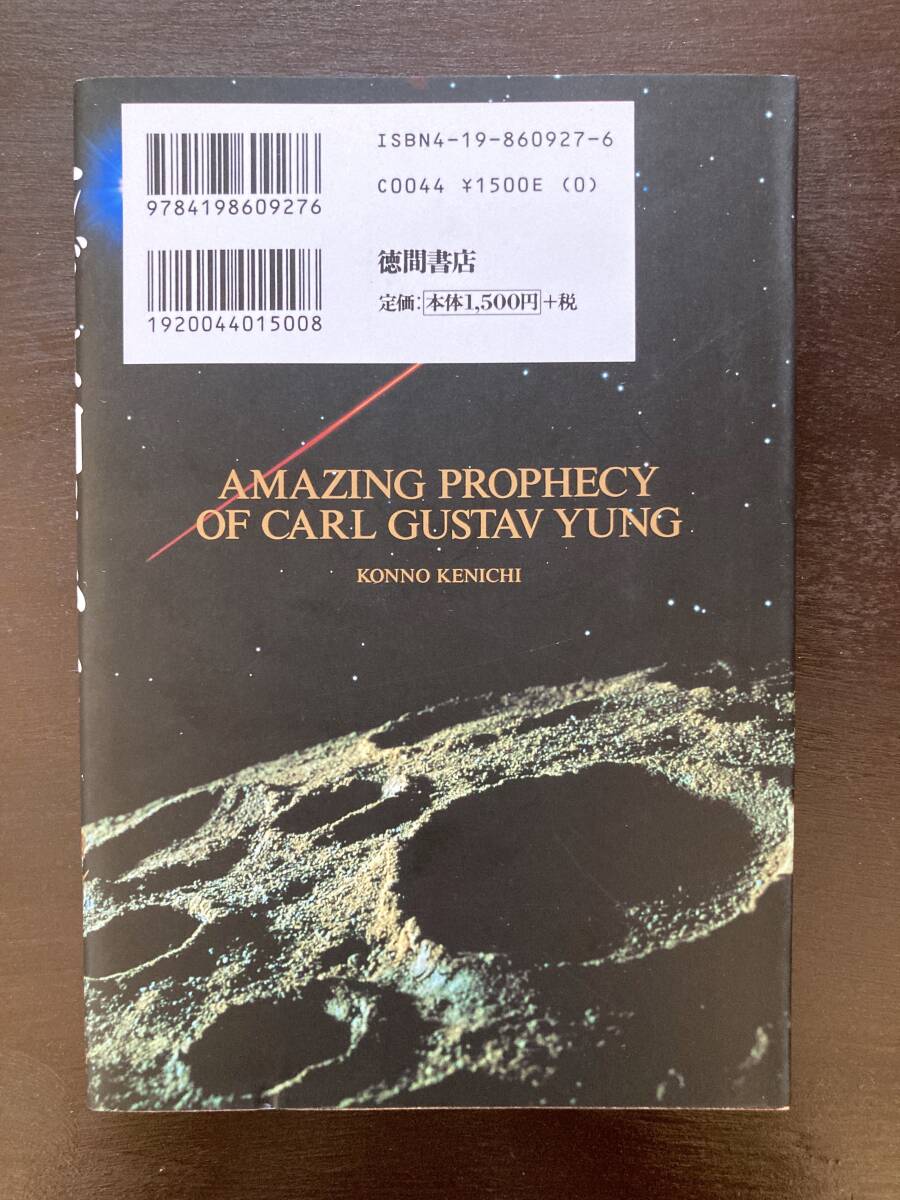 ISBN4-19-860927-6
C0044 ¥1500E (0)
9784198609276
徳間書店
定価:本体1,500円+税
1920044015008
AMAZING PROPHECY
OF CARL GUSTAV YUNG
KONNO KENICHI